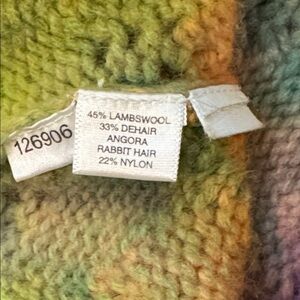 126906
45% LAMBSWOOL
33% DEHAIR
ANGORA
RABBIT HAIR
22% NYLON